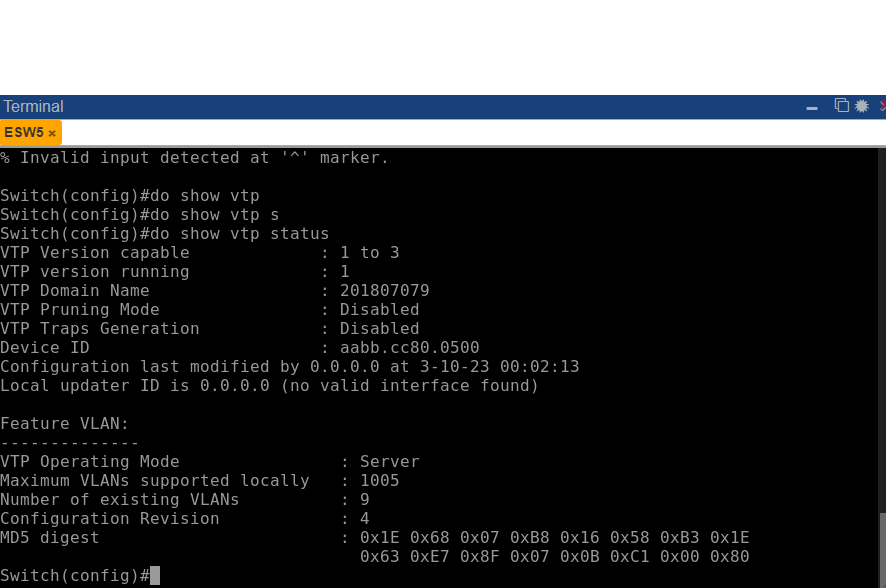 Terminal
ESW5 ×
% Invalid input detected at '^' marker.
Switch(config)#do show vtp
Switch(config)#do show vtp s
Switch(config)#do show vtp status
VTP Version capable             : 1 to 3
VTP version running             : 1
VTP Domain Name                 : 201807079
VTP Pruning Mode                : Disabled
VTP Traps Generation            : Disabled
Device ID                       : aabb.cc80.0500
Configuration last modified by 0.0.0.0 at 3-10-23 00:02:13
Local updater ID is 0.0.0.0 (no valid interface found)
Feature VLAN:
--------------
VTP Operating Mode                : Server
Maximum VLANs supported locally   : 1005
Number of existing VLANs          : 9
Configuration Revision            : 4
MD5 digest                        : 0x1E 0x68 0x07 0xB8 0x16 0x58 0xB3 0x1E
                                    0x63 0xE7 0x8F 0x07 0x0B 0xC1 0x00 0x80
Switch(config)#